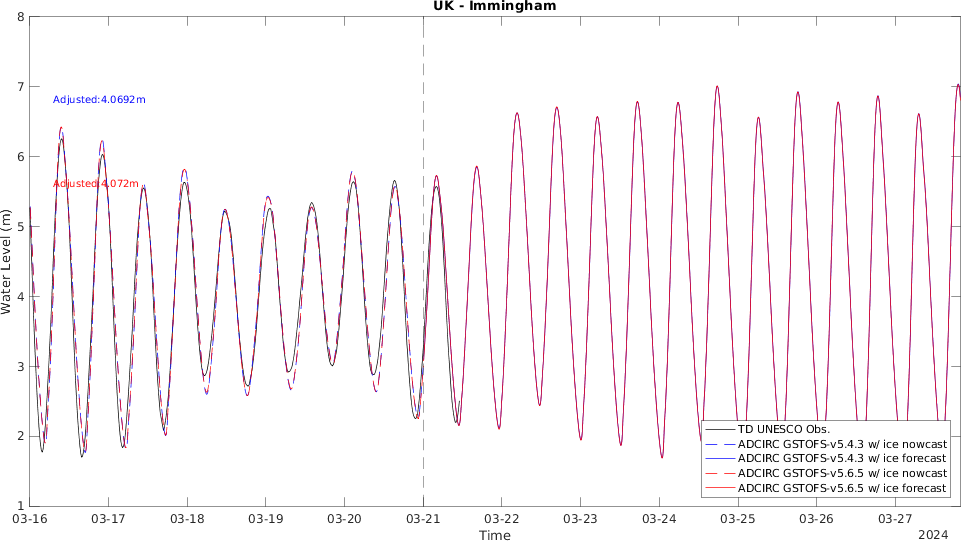 UK - Immingham
8
7
6
5
4
3
2
1
Water Level (m)
Adjusted:4.0692m
Adjusted:4.072m
TD UNESCO Obs.
ADCIRC GSTOFS-v5.4.3 w/ ice nowcast
ADCIRC GSTOFS-v5.4.3 w/ ice forecast
ADCIRC GSTOFS-v5.6.5 w/ ice nowcast
ADCIRC GSTOFS-v5.6.5 w/ ice forecast
03-16 03-17 03-18 03-19 03-20 03-21 03-22 03-23 03-24 03-25 03-26 03-27
Time
2024